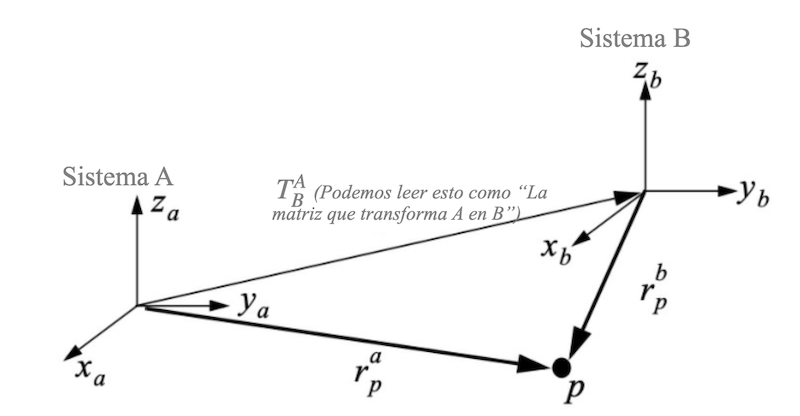 Sistema B
z_b
Sistema A
T_B^A (Podemos leer esto como “La
matriz que transforma A en B”)
z_a
y_b
x_b
r_p^b
y_a
x_a
r_p^a
p